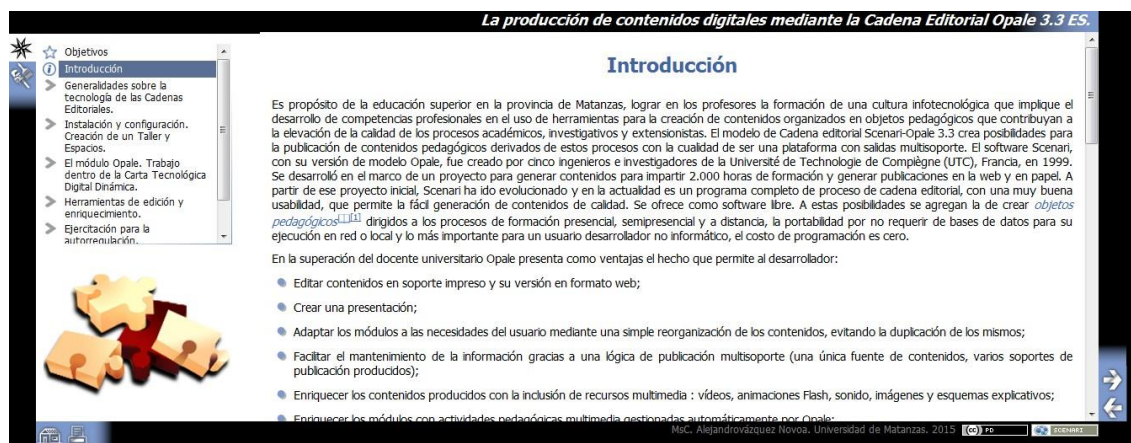 La producción de contenidos digitales mediante la Cadena Editorial Opale 3.3 ES.
Objetivos
Introducción
Generalidades sobre la
tecnología de las Cadenas
Editoriales.
Instalación y configuración.
Creación de un Taller y
Espacios.
El módulo Opale. Trabajo
dentro de la Carta Tecnológica
Digital Dinámica.
Herramientas de edición y
enriquecimiento.
Ejercitación para la
autorregulación.
Introducción
Es propósito de la educación superior en la provincia de Matanzas, lograr en los profesores la formación de una cultura infotecnológica que implique el
desarrollo de competencias profesionales en el uso de herramientas para la creación de contenidos organizados en objetos pedagógicos que contribuyan a
la elevación de la calidad de los procesos académicos, investigativos y extensionistas. El modelo de Cadena editorial Scenari-Opale 3.3 crea posibilidades para
la publicación de contenidos pedagógicos derivados de estos procesos con la cualidad de ser una plataforma con salidas multisoporte. El software Scenari,
con su versión de modelo Opale, fue creado por cinco ingenieros e investigadores de la Université de Technologie de Compiègne (UTC), Francia, en 1999.
Se desarrolló en el marco de un proyecto para generar contenidos para impartir 2.000 horas de formación y generar publicaciones en la web y en papel. A
partir de ese proyecto inicial, Scenari ha ido evolucionado y en la actualidad es un programa completo de proceso de cadena editorial, con una muy buena
usabilidad, que permite la fácil generación de contenidos de calidad. Se ofrece como software libre. A estas posibilidades se agregan la de crear objetos
pedagógicos[1] dirigidos a los procesos de formación presencial, semipresencial y a distancia, la portabilidad por no requerir de bases de datos para su
ejecución en red o local y lo más importante para un usuario desarrollador no informático, el costo de programación es cero.
En la superación del docente universitario Opale presenta como ventajas el hecho que permite al desarrollador:
Editar contenidos en soporte impreso y su versión en formato web;
Crear una presentación;
Adaptar los módulos a las necesidades del usuario mediante una simple reorganización de los contenidos, evitando la duplicación de los mismos;
Facilitar el mantenimiento de la información gracias a una lógica de publicación multisoporte (una única fuente de contenidos, varios soportes de
publicación producidos);
Enriquecer los contenidos producidos con la inclusión de recursos multimedia : vídeos, animaciones Flash, sonido, imágenes y esquemas explicativos;
Enriquecer los módulos con actividades pedagógicas multimedia gestionadas automáticamente por Opale;
MsC. Alejandrovázquez Novoa. Universidad de Matanzas. 2015 (cc) PD SCENARI